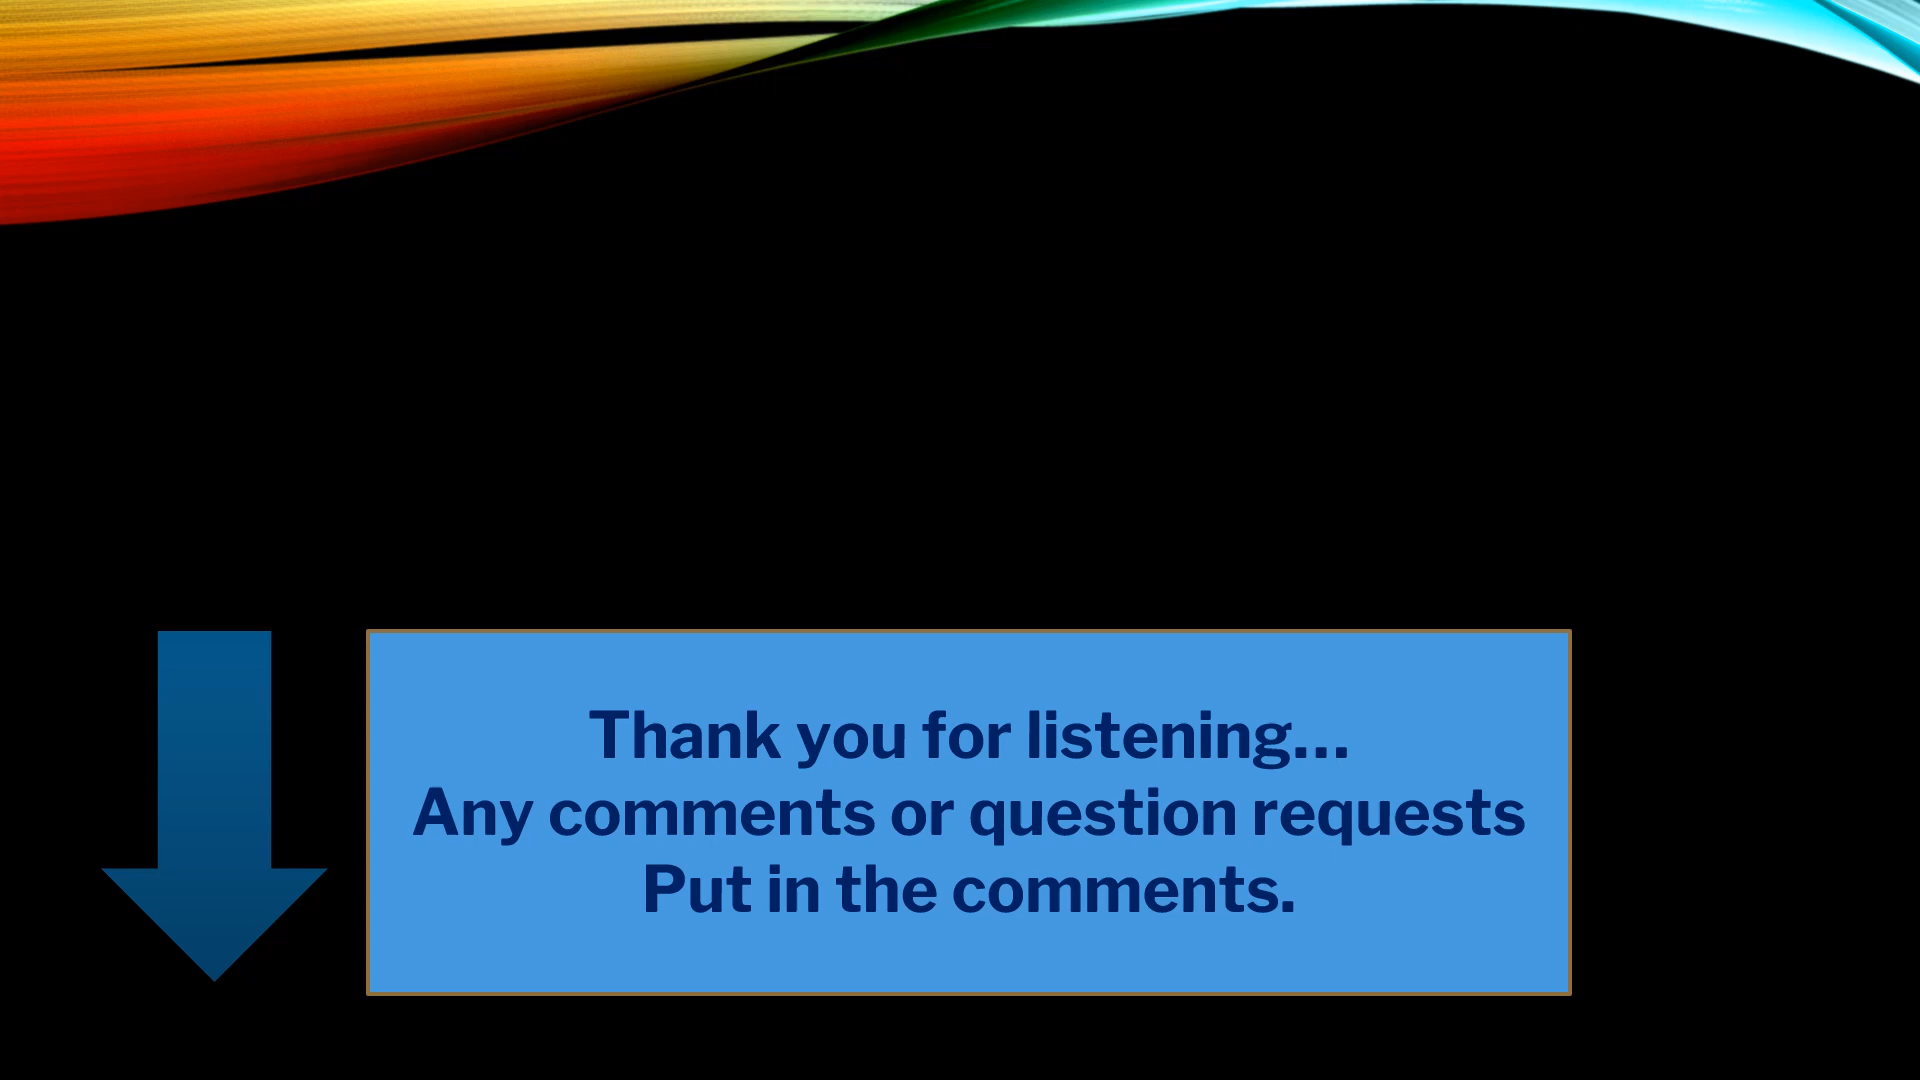 Thank you for listening…
Any comments or question requests
Put in the comments.